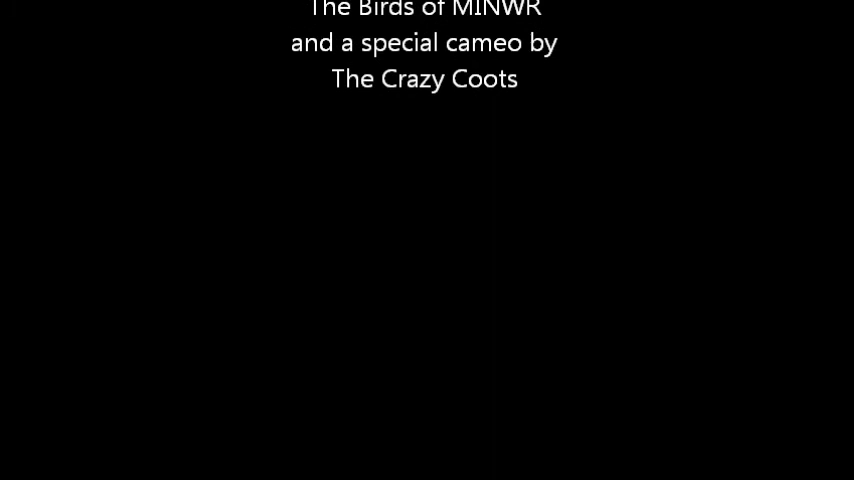 The Birds of MINWR
and a special cameo by
The Crazy Coots